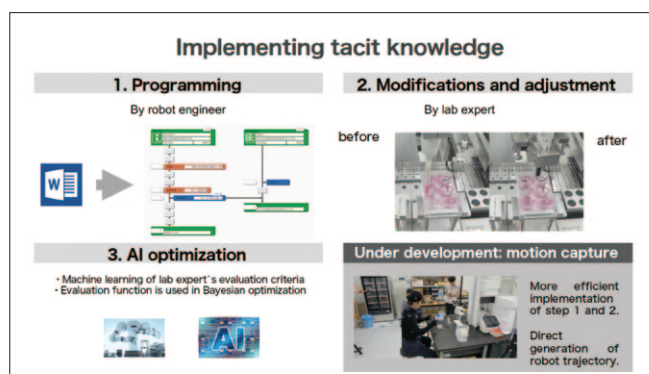 Implementing tacit knowledge
1. Programming
By robot engineer
W
2. Modifications and adjustment
By lab expert
before
after
3. AI optimization
・Machine learning of lab expert`s evaluation criteria
・Evaluation function is used in Bayesian optimization
AI
Under development: motion capture
More efficient
implementation
of step 1 and 2.
Direct
generation of
robot trajectory.